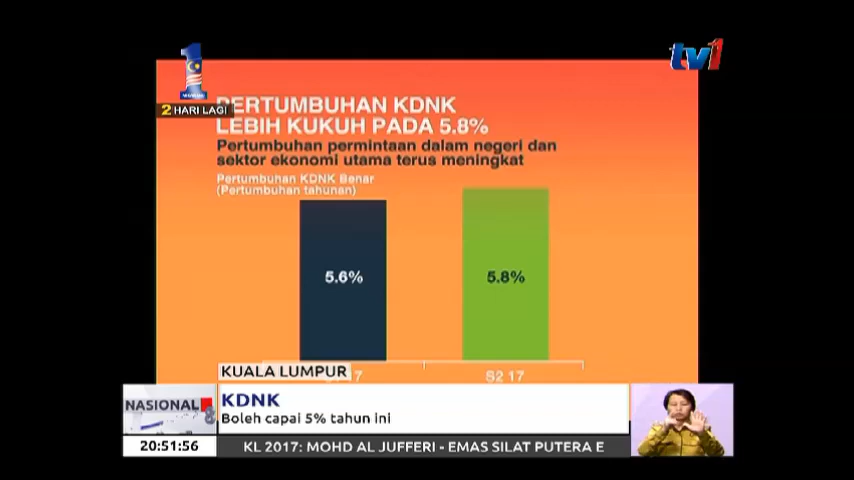 1
tv1
2 HARI LAGI
PERTUMBUHAN KDNK
LEBIH KUKUH PADA 5.8%
Pertumbuhan permintaan dalam negeri dan
sektor ekonomi utama terus meningkat
Pertumbuhan KDNK Benar
(Pertumbuhan tahunan)
5.6%
5.8%
S2 17
KUALA LUMPUR
NASIONAL 8
KDNK
Boleh capai 5% tahun ini
20:51:56
KL 2017: MOHD AL JUFFERI - EMAS SILAT PUTERA E